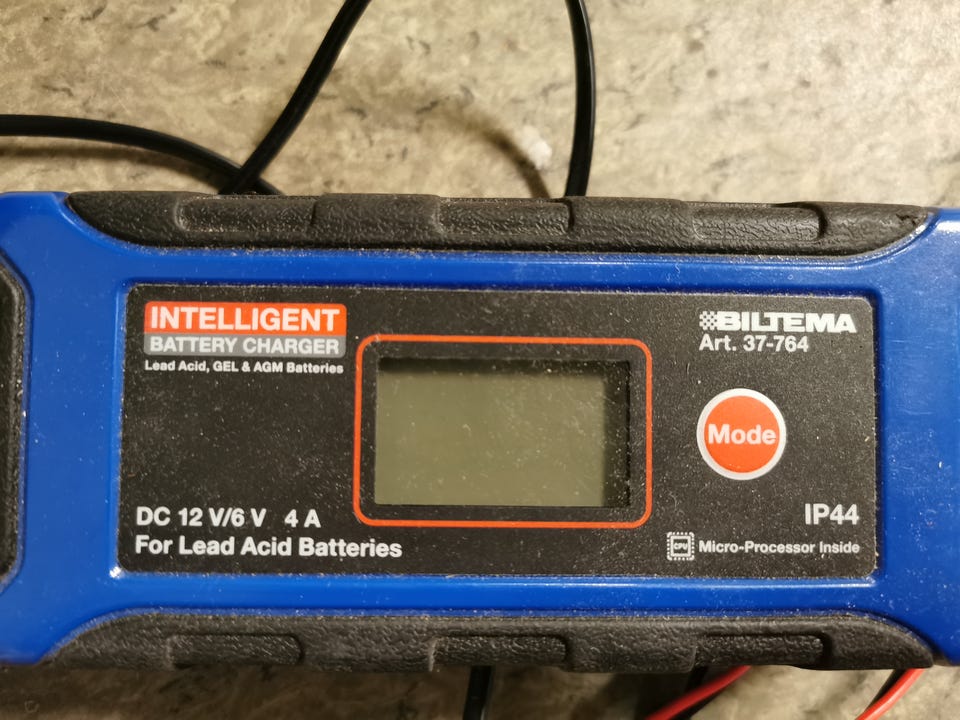 INTELLIGENT
BATTERY CHARGER
Lead Acid, GEL & AGM Batteries
BILTEMA
Art. 37-764
Mode
DC 12 V/6 V 4 A
For Lead Acid Batteries
IP44
CPU
Micro-Processor Inside